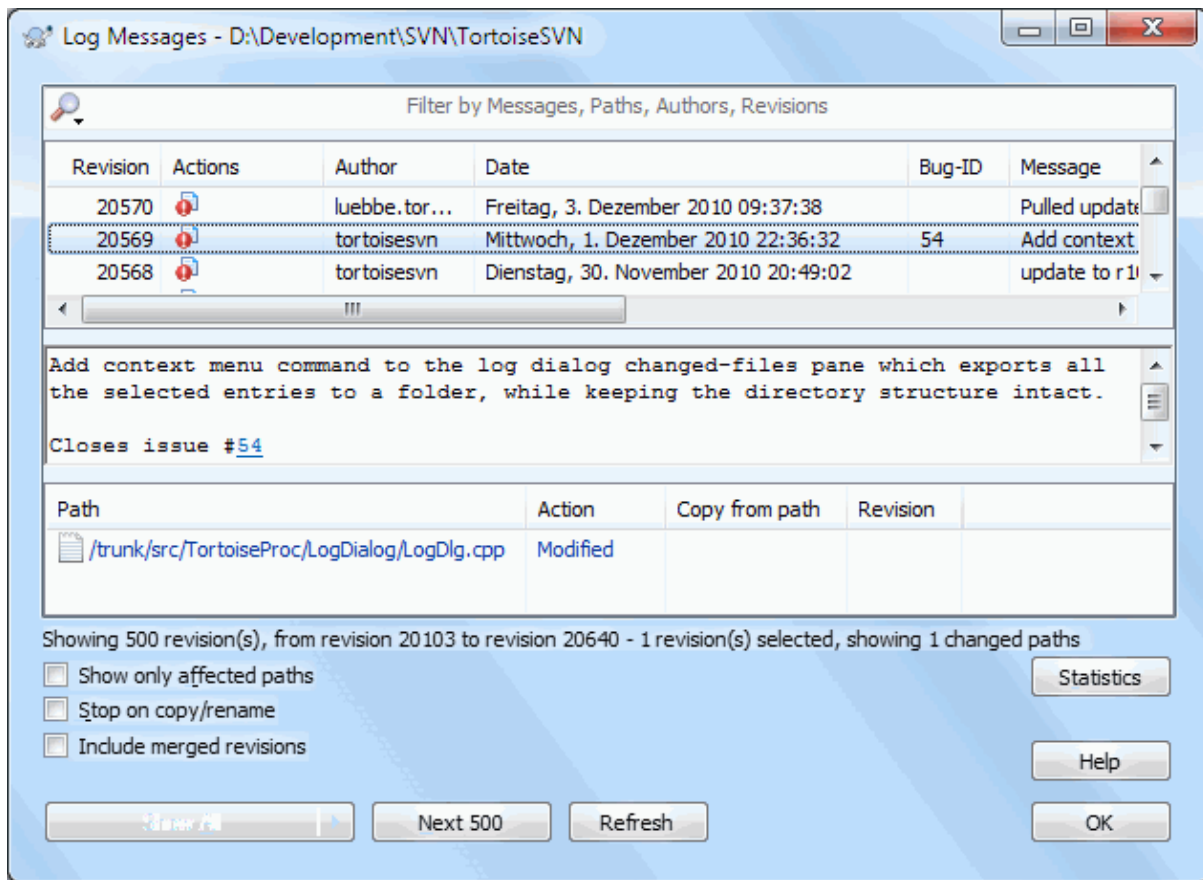 Log Messages - D:\Development\SVN\TortoiseSVN
Filter by Messages, Paths, Authors, Revisions
Revision Actions Author Date Bug-ID Message
20570 luebbe.tor... Freitag, 3. Dezember 2010 09:37:38 Pulled update
20569 tortoisesvn Mittwoch, 1. Dezember 2010 22:36:32 54 Add context
20568 tortoisesvn Dienstag, 30. November 2010 20:49:02 update to
Add context menu command to the log dialog changed-files pane which exports all
the selected entries to a folder, while keeping the directory structure intact.
Closes issue #54
Path Action Copy from path Revision
/trunk/src/TortoiseProc/LogDialog/LogDlg.cpp Modified
Showing 500 revision(s), from revision 20103 to revision 20640 - 1 revision(s) selected, showing 1 changed paths
Show only affected paths
Statistics
Stop on copy/rename
Include merged revisions
Help
Next 500 Refresh OK